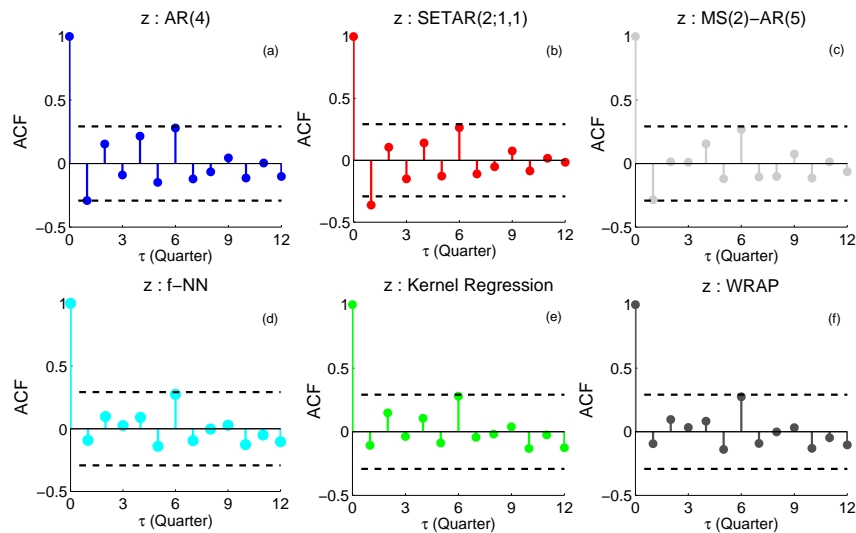 z : AR(4)
1
(a)
0.5
ACF
0
−0.5
0 3 6 9 12
τ (Quarter)
z : SETAR(2;1,1)
1
(b)
0.5
ACF
0
−0.5
0 3 6 9 12
τ (Quarter)
z : MS(2)−AR(5)
1
(c)
0.5
ACF
0
−0.5
0 3 6 9 12
τ (Quarter)
z : f−NN
1
(d)
0.5
ACF
0
−0.5
0 3 6 9 12
τ (Quarter)
z : Kernel Regression
1
(e)
0.5
ACF
0
−0.5
0 3 6 9 12
τ (Quarter)
z : WRAP
1
(f)
0.5
ACF
0
−0.5
0 3 6 9 12
τ (Quarter)